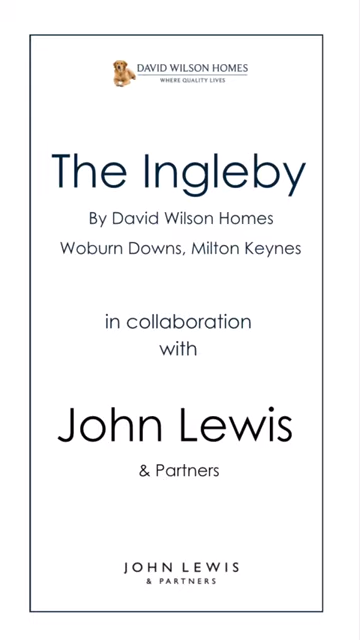 DAVID WILSON HOMES
WHERE QUALITY LIVES
The Ingleby
By David Wilson Homes
Woburn Downs, Milton Keynes
in collaboration
with
John Lewis
& Partners
JOHN LEWIS
& PARTNERS